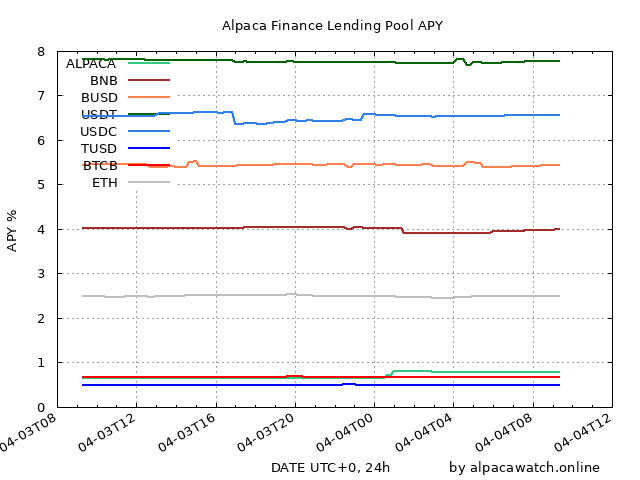 Alpaca Finance Lending Pool APY
8
7
6
5
4
3
2
1
0
APY %
ALPACA
BNB
BUSD
USDT
USDC
TUSD
BTCB
ETH
04-03T08
04-03T12
04-03T16
04-03T20
04-04T00
04-04T04
04-04T08
04-04T12
DATE UTC+0, 24h
by alpacawatch.online